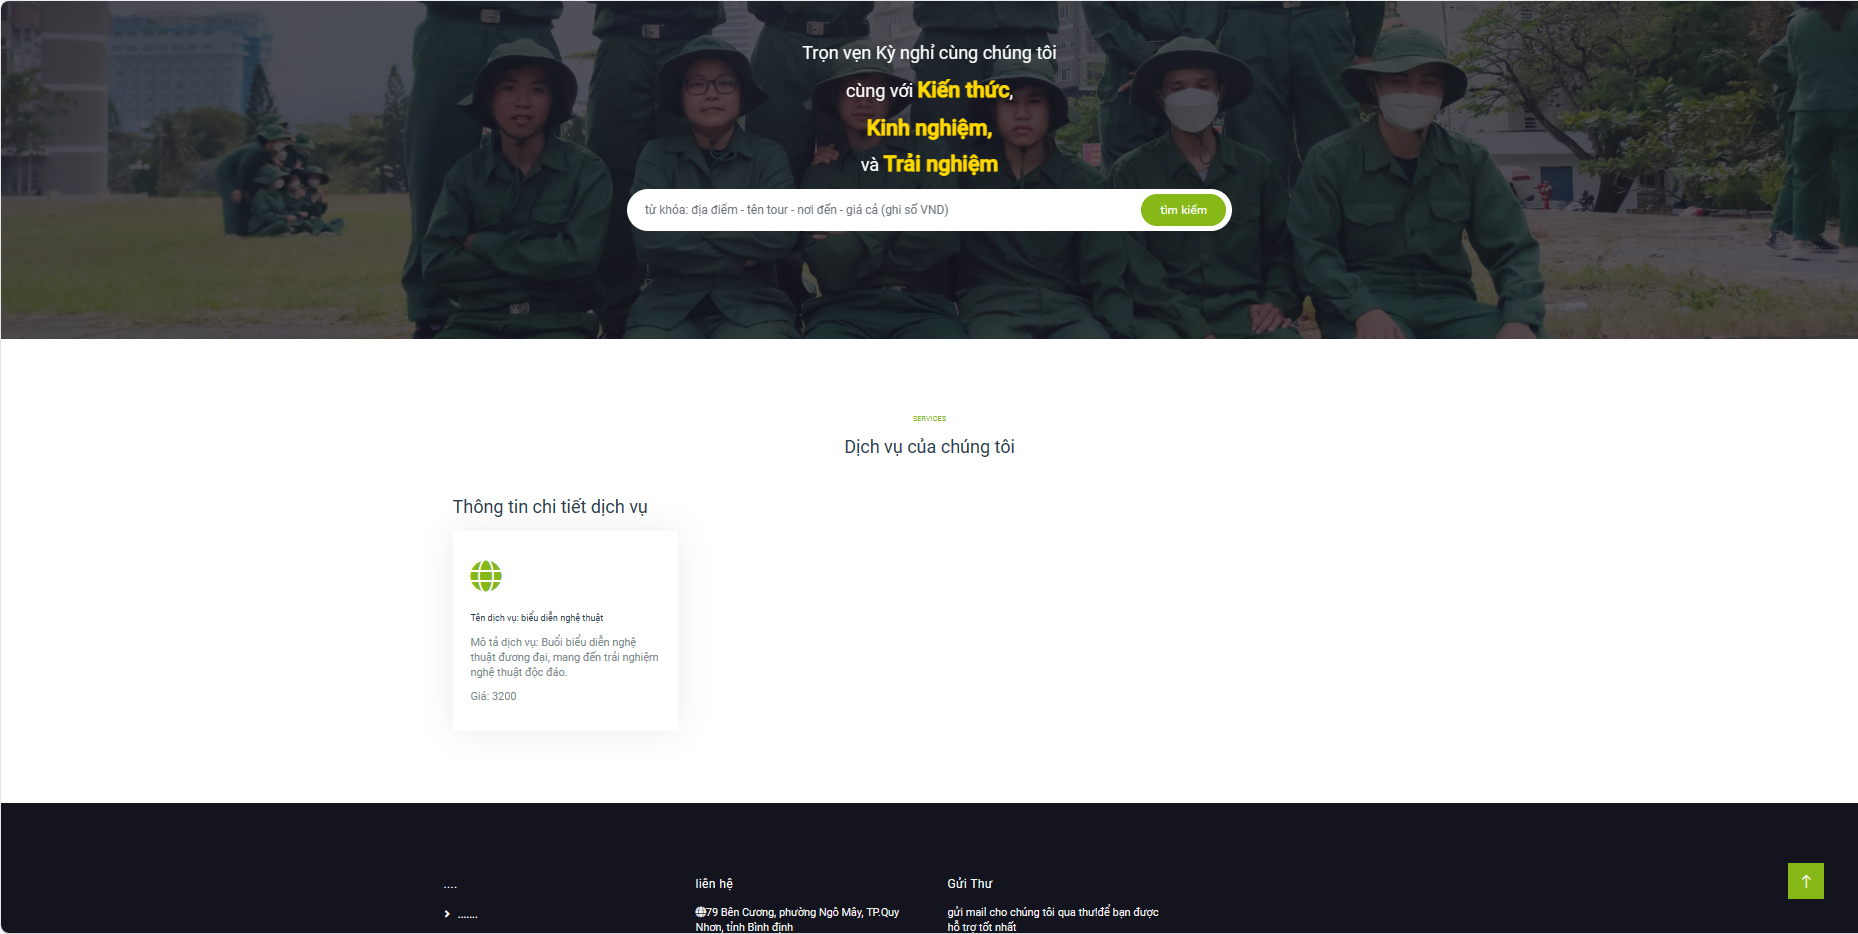 Trọn vẹn Kỳ nghỉ cùng chúng tôi
cùng với Kiến thức,
Kinh nghiệm,
và Trải nghiệm
từ khóa: địa điểm - tên tour - nơi đến - giá cả (ghi số VND)
tìm kiếm
SERVICES
Dịch vụ của chúng tôi
Thông tin chi tiết dịch vụ
Tên dịch vụ: biểu diễn nghệ thuật
Mô tả dịch vụ: Buổi biểu diễn nghệ
thuật đương đại, mang đến trải nghiệm
nghệ thuật độc đáo.
Giá: 3200
....
.......
liên hệ
79 Bên Cương, phường Ngô Mây, TP.Quy
Nhơn, tỉnh Bình định
Gửi Thư
gửi mail cho chúng tôi qua thư!để bạn được
hỗ trợ tốt nhất